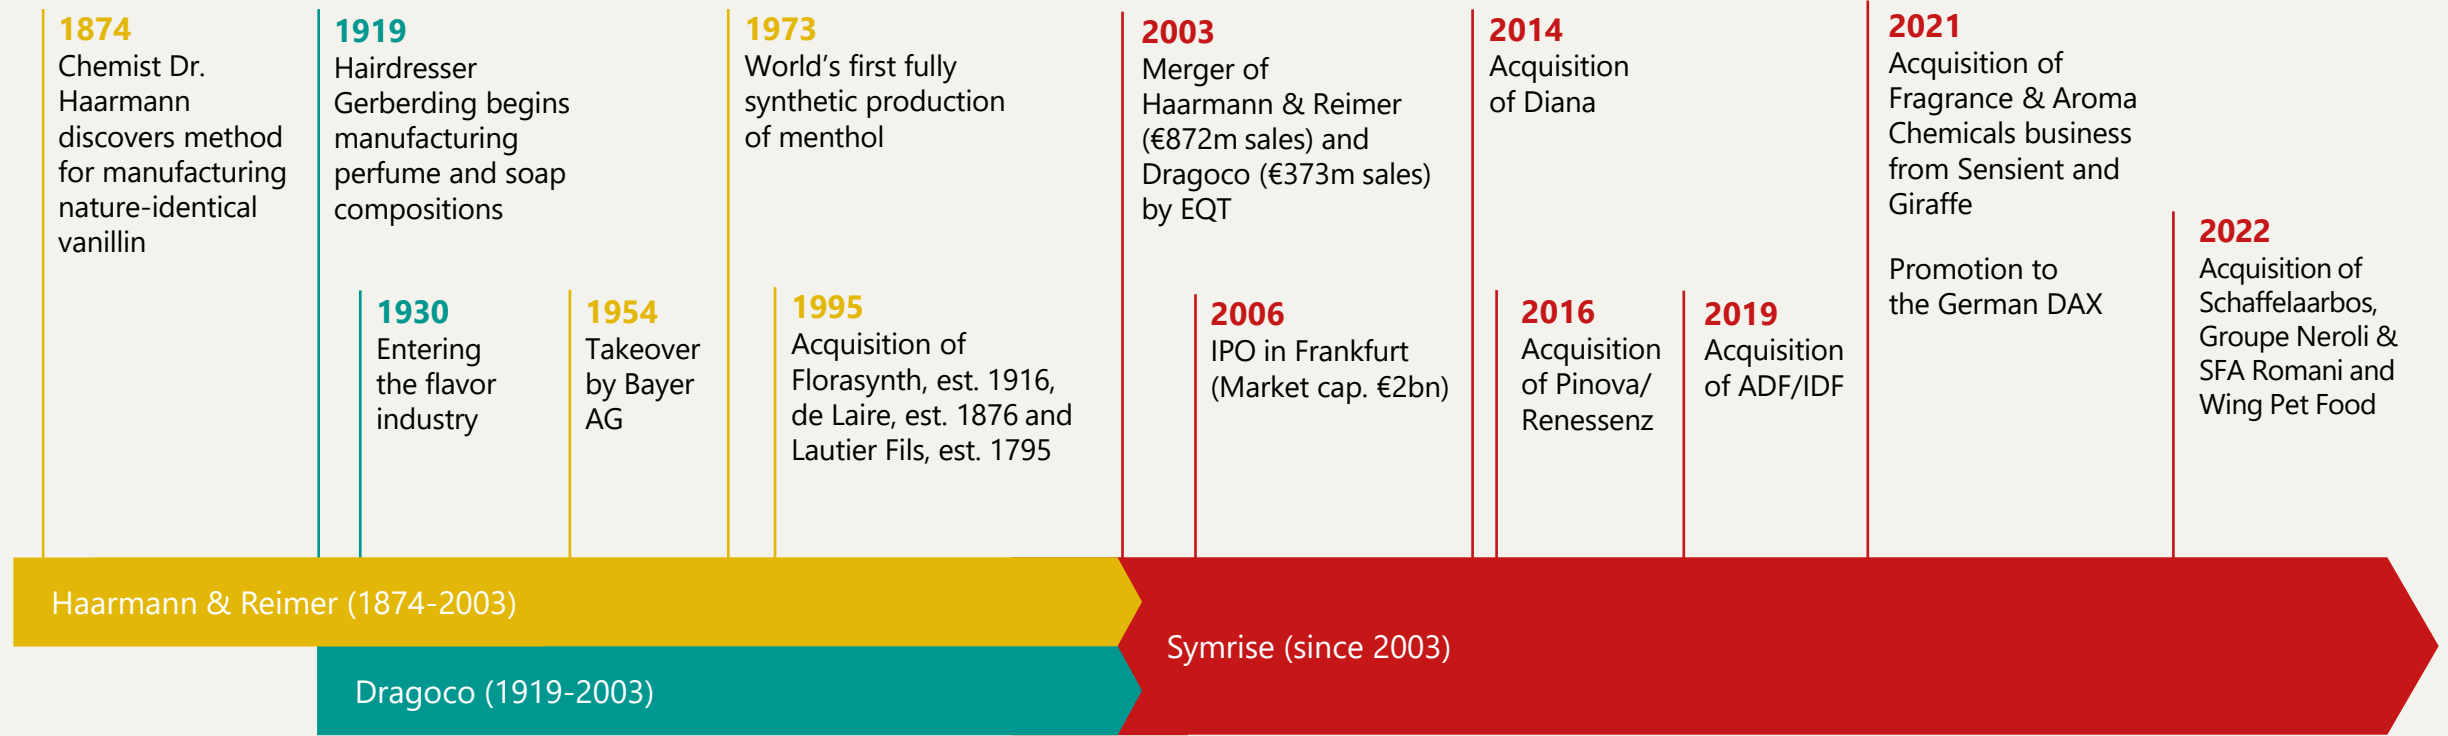 1874
Chemist Dr.
Haarmann
discovers method
for manufacturing
nature-identical
vanillin
1919
Hairdresser
Gerberding begins
manufacturing
perfume and soap
compositions
1930
Entering
the flavor
industry
1954
Takeover
by Bayer
AG
1973
World’s first fully
synthetic production
of menthol
1995
Acquisition of
Florasynth, est. 1916,
de Laire, est. 1876 and
Lautier Fils, est. 1795
2003
Merger of
Haarmann & Reimer
(€872m sales) and
Dragoco (€373m sales)
by EQT
2006
IPO in Frankfurt
(Market cap. €2bn)
2014
Acquisition
of Diana
2016
Acquisition
of Pinova/
Renessenz
2019
Acquisition
of ADF/IDF
2021
Acquisition of
Fragrance & Aroma
Chemicals business
from Sensient and
Giraffe
Promotion to
the German DAX
2022
Acquisition of
Schaffelaarbos,
Groupe Neroli &
SFA Romani and
Wing Pet Food
Haarmann & Reimer (1874-2003)
Dragoco (1919-2003)
Symrise (since 2003)